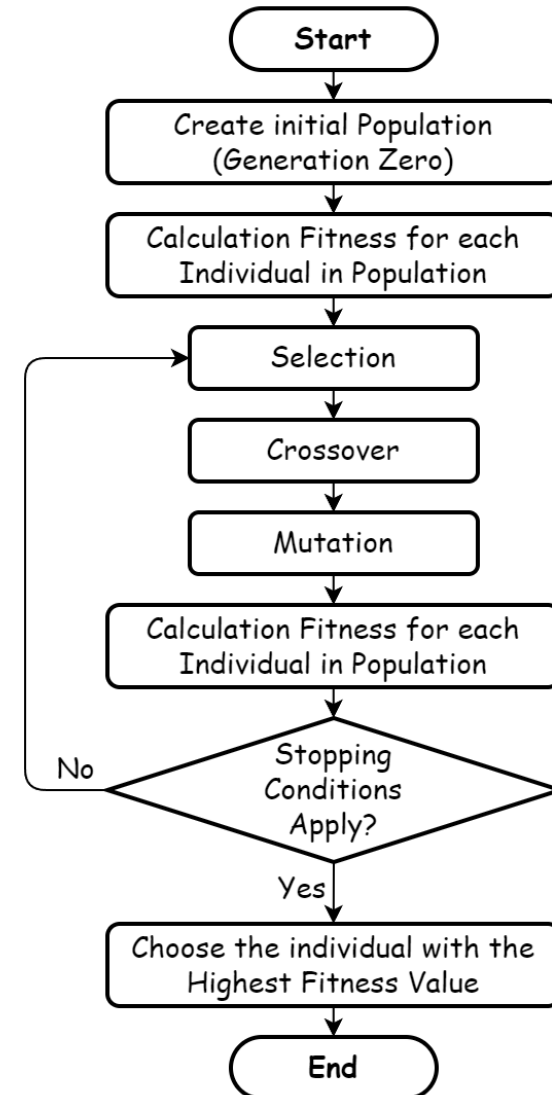 Start
Create initial Population
(Generation Zero)
Calculation Fitness for each
Individual in Population
Selection
Crossover
Mutation
Calculation Fitness for each
Individual in Population
Stopping
Conditions
Apply?
No
Yes
Choose the individual with the
Highest Fitness Value
End